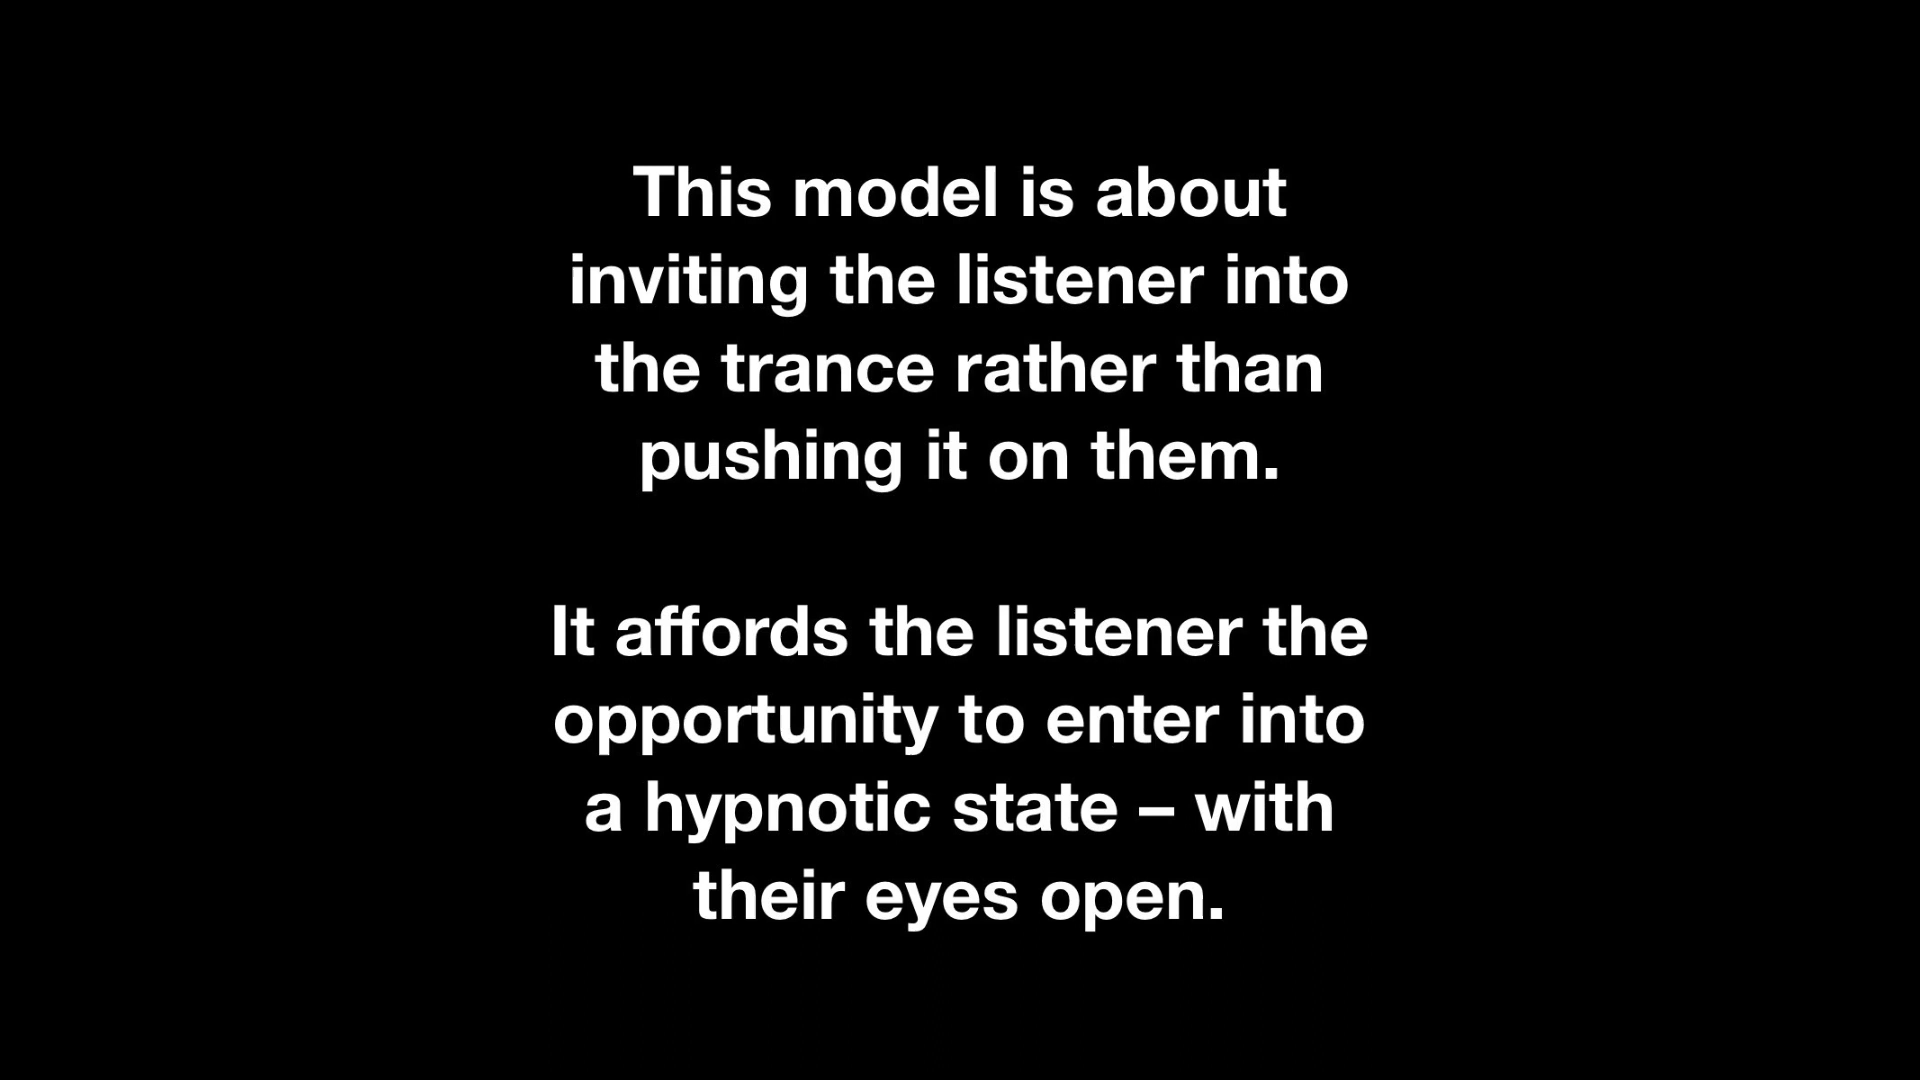 This model is about
inviting the listener into
the trance rather than
pushing it on them.
It affords the listener the
opportunity to enter into
a hypnotic state – with
their eyes open.